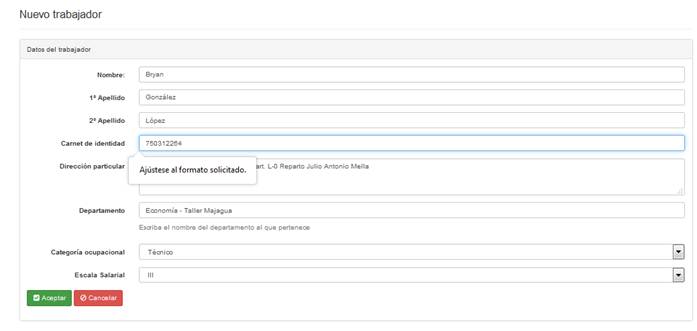 Nuevo trabajador
Datos del trabajador
Nombre: Bryan
1º Apellido González
2º Apellido López
Carnet de identidad 750312264
Ajústese al formato solicitado.
Dirección particular art. L-0 Reparto Julio Antonio Mella
Departamento Economía - Taller Majagua
Escriba el nombre del departamento al que pertenece
Categoría ocupacional Técnico
Escala Salarial III
Aceptar Cancelar